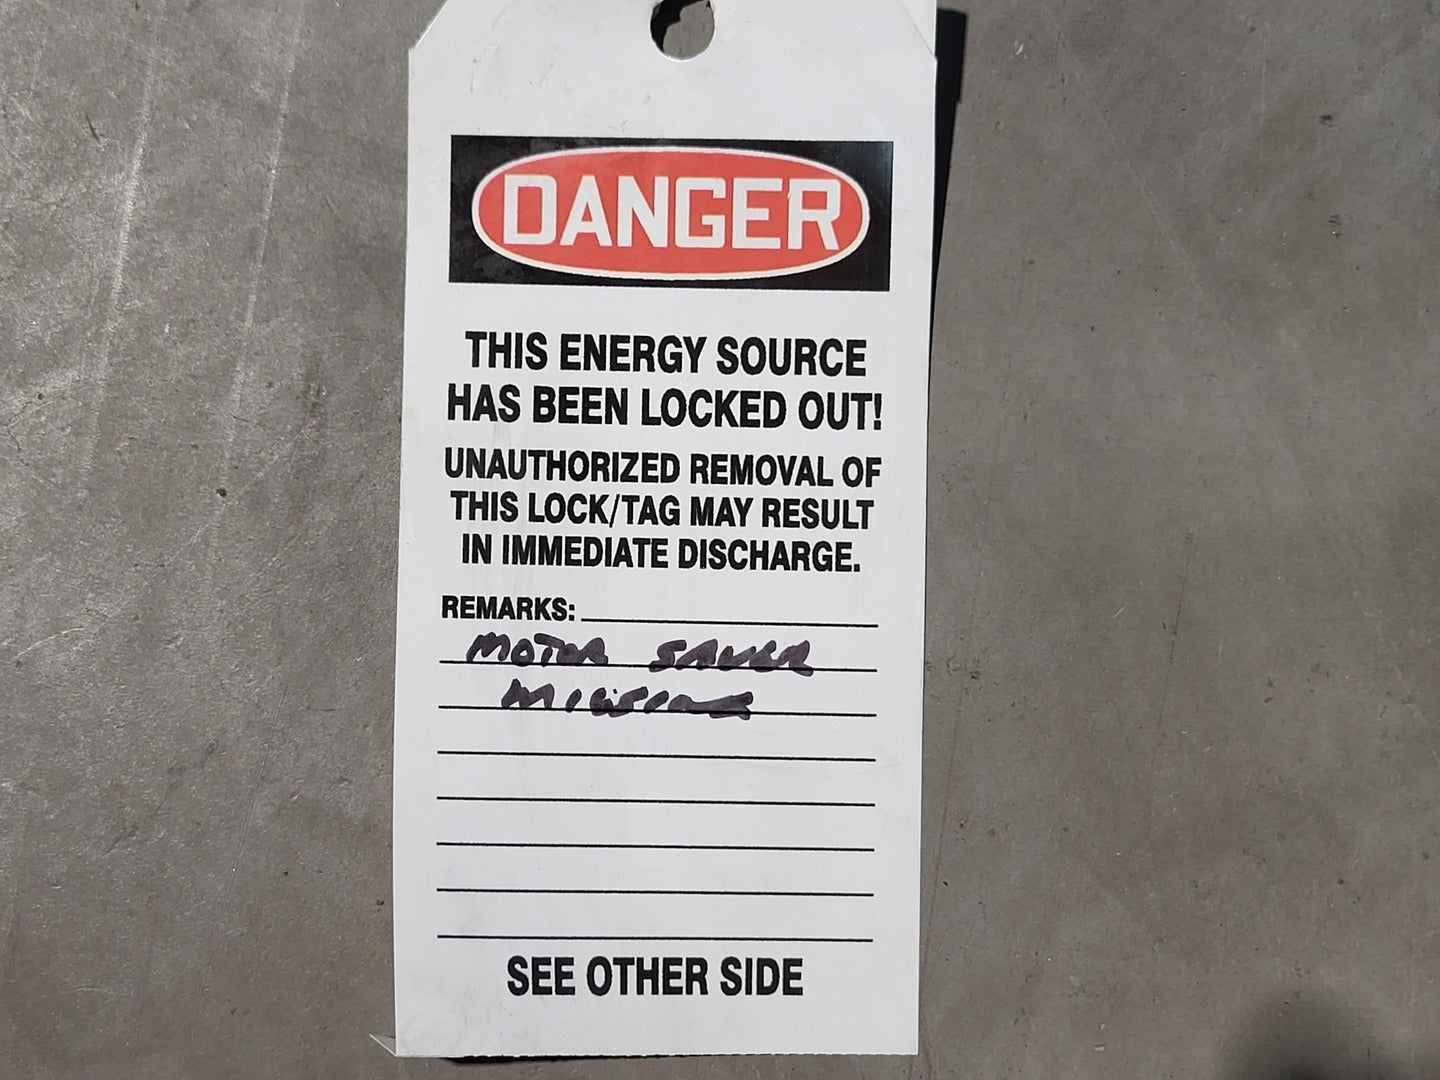 DANGER
THIS ENERGY SOURCE
HAS BEEN LOCKED OUT!
UNAUTHORIZED REMOVAL OF
THIS LOCK/TAG MAY RESULT
IN IMMEDIATE DISCHARGE.
REMARKS:
MOTOR SAVER
MISSING
SEE OTHER SIDE